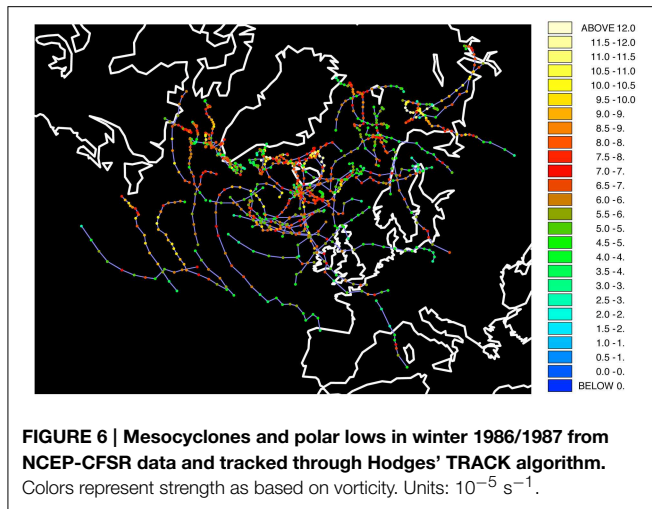 ABOVE 12.0
11.5 - 12.0
11.0 - 11.5
10.5 - 11.0
10.0 - 10.5
9.5 - 10.0
9.0 - 9.
8.5 - 9.
8.0 - 8.
7.5 - 8.
7.0 - 7.
6.5 - 7.
6.0 - 6.
5.5 - 6.
5.0 - 5.
4.5 - 5.
4.0 - 4.
3.5 - 4.
3.0 - 3.
2.5 - 3.
2.0 - 2.
1.5 - 2.
1.0 - 1.
0.5 - 1.
0.0 - 0.
BELOW 0.
FIGURE 6 | Mesocyclones and polar lows in winter 1986/1987 from
NCEP-CFSR data and tracked through Hodges' TRACK algorithm.
Colors represent strength as based on vorticity. Units: 10⁻⁵ s⁻¹.